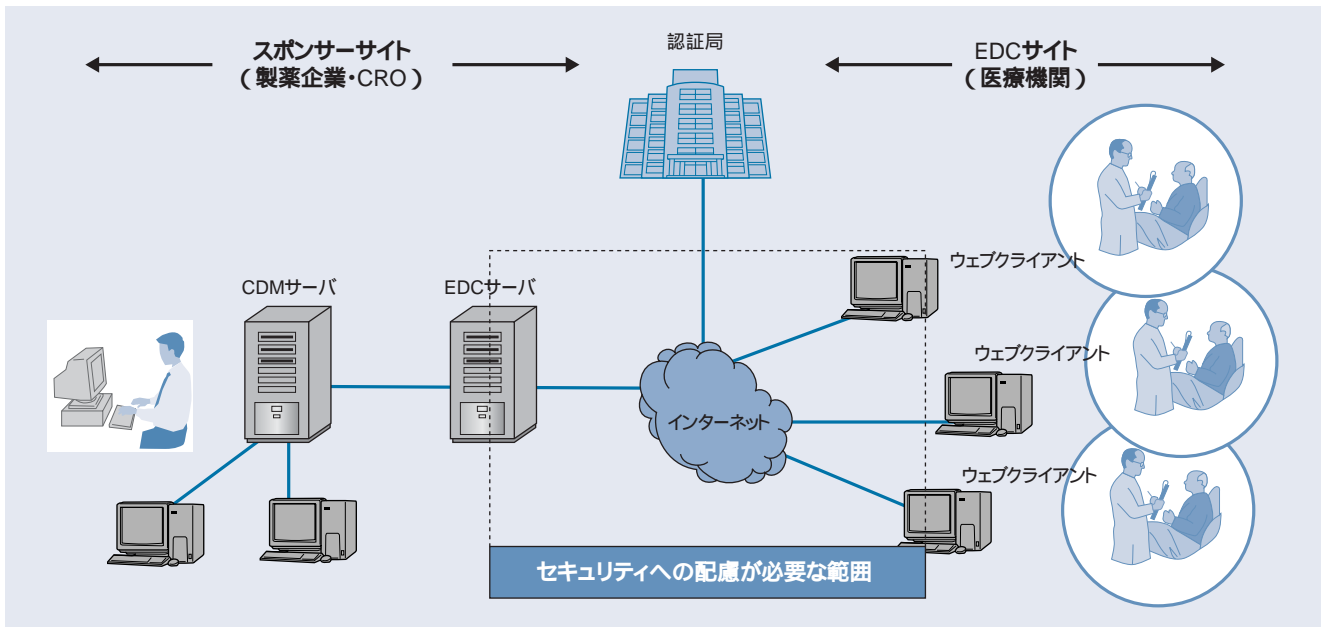 スポンサーサイト
(製薬企業・CRO)
認証局
EDCサイト
(医療機関)
ウェブクライアント
CDMサーバ
EDCサーバ
ウェブクライアント
インターネット
ウェブクライアント
セキュリティへの配慮が必要な範囲